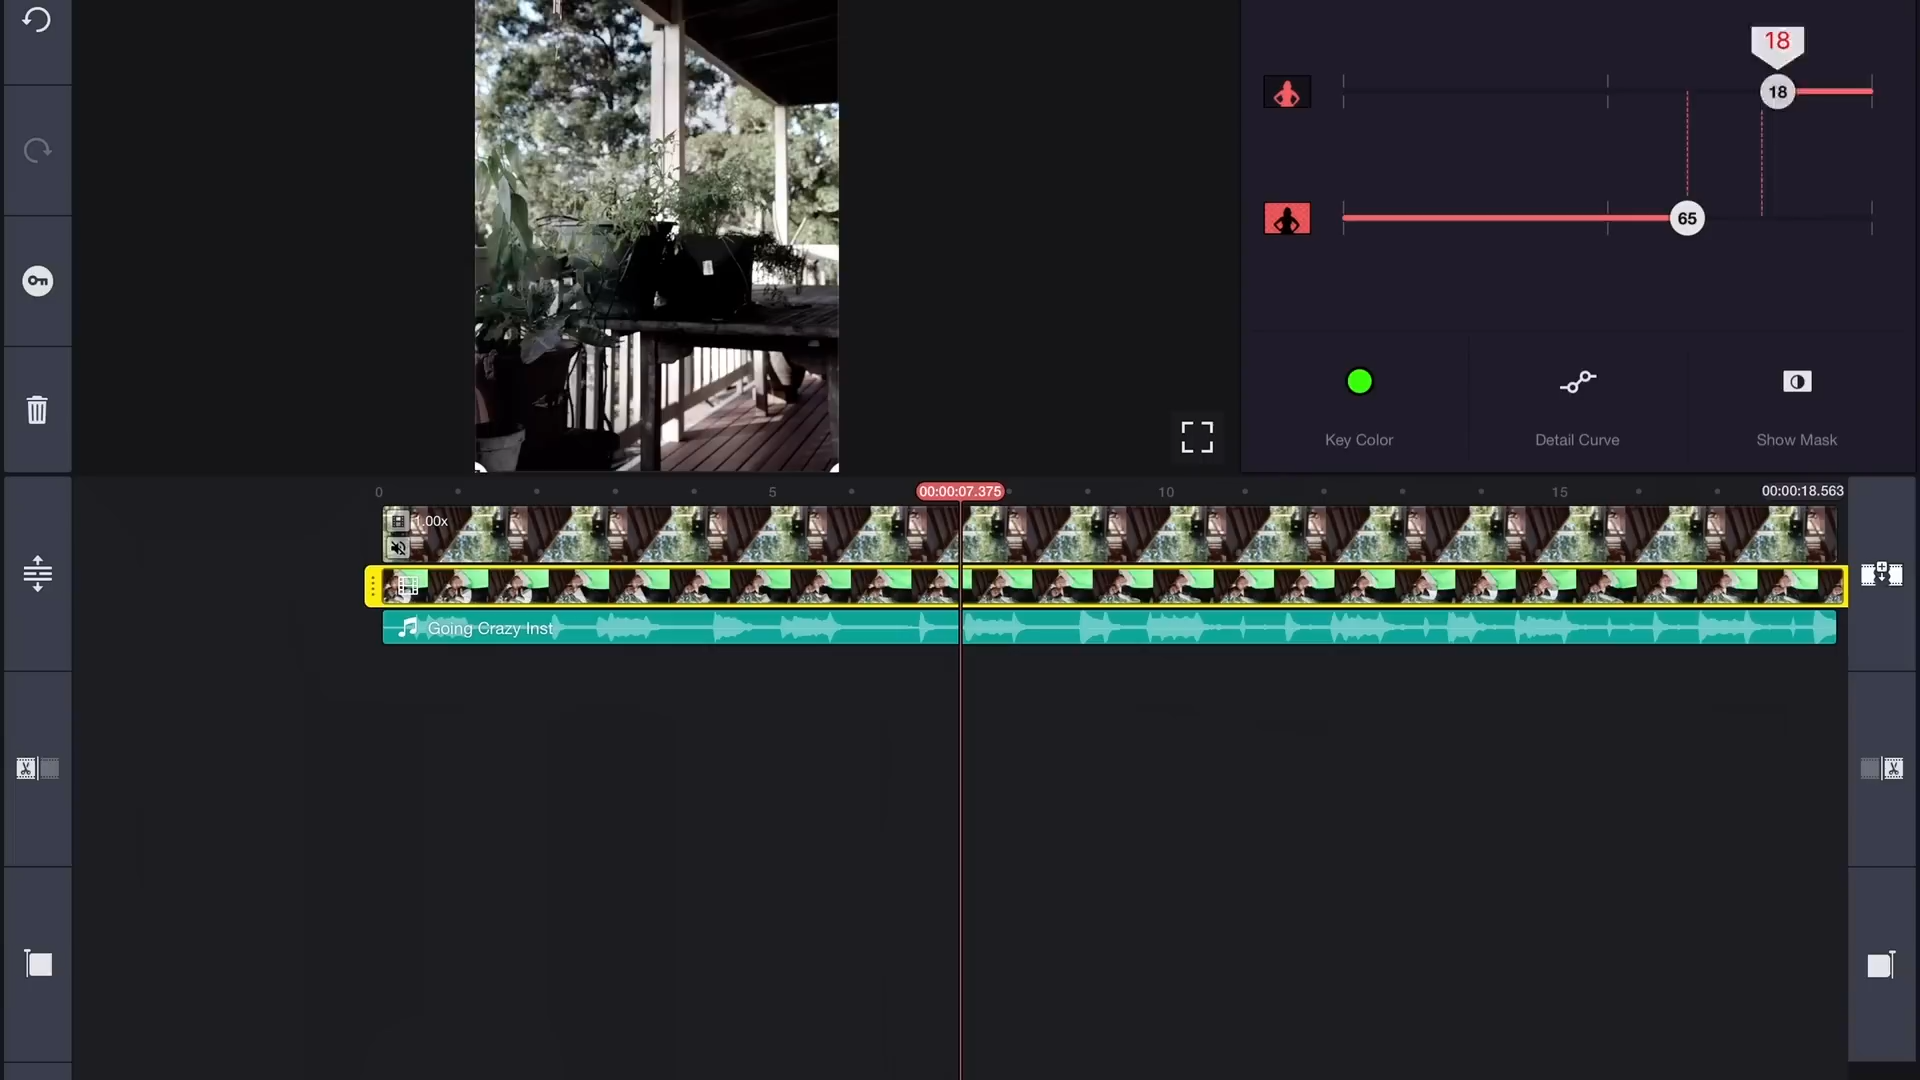 18
18
65
Key Color
Detail Curve
Show Mask
0
5
00:00:07.375
10
15
00:00:18.563
1.00x
Going Crazy Inst